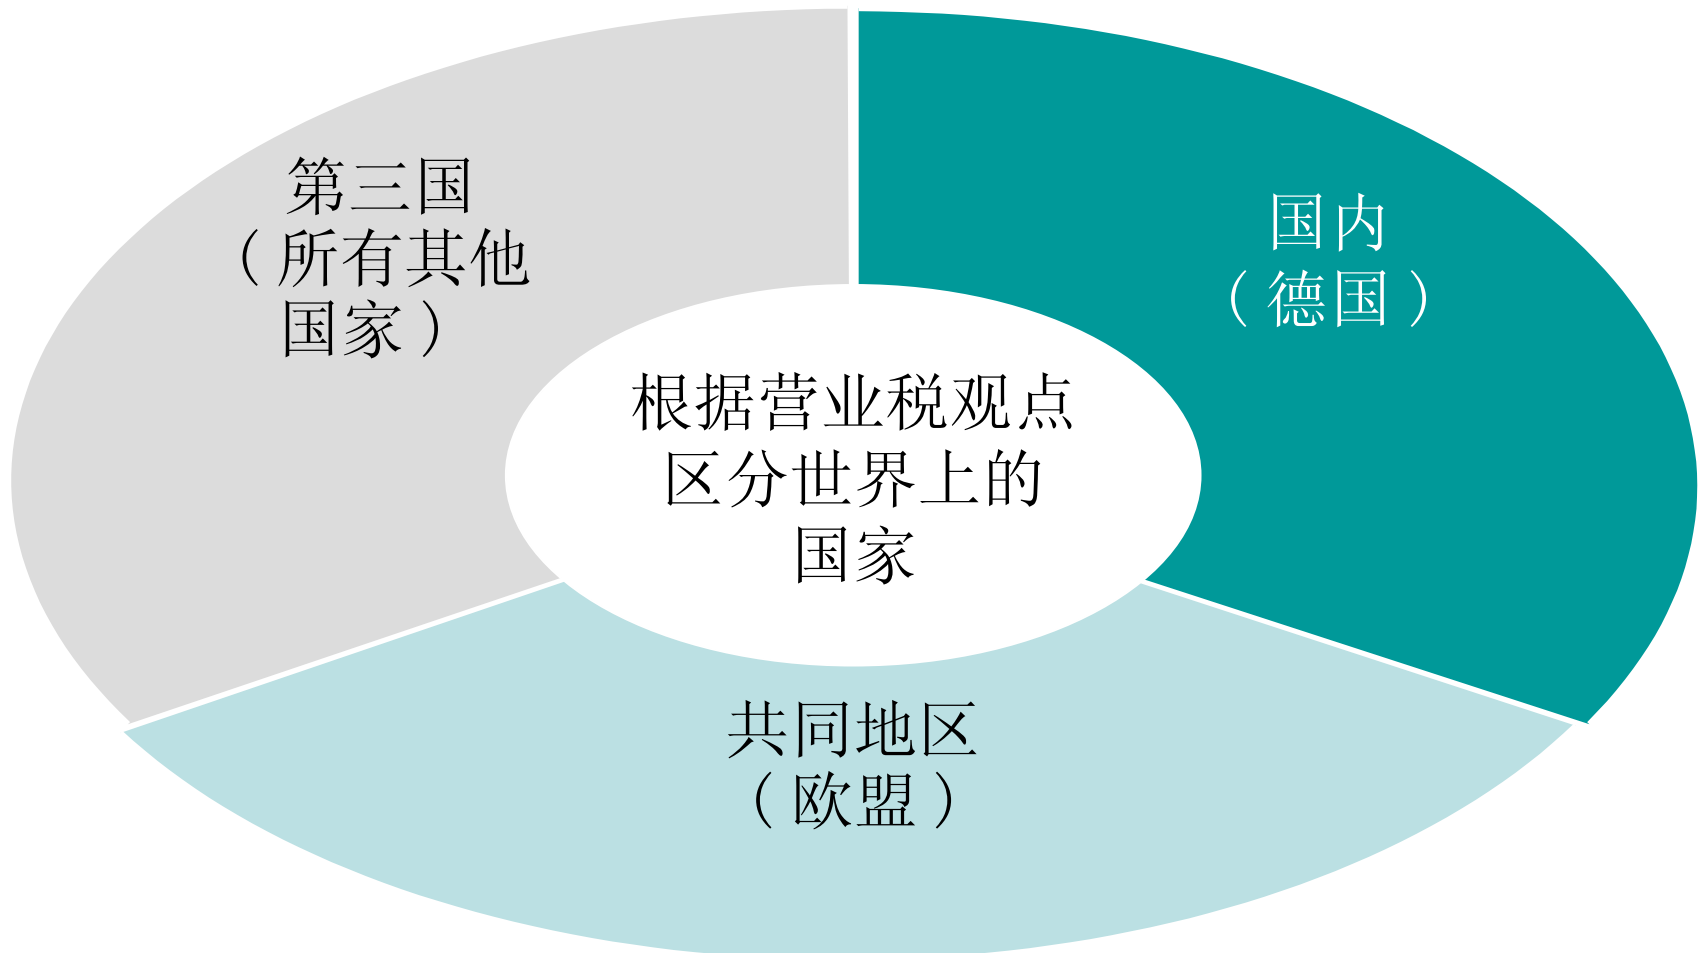 第三国
（所有其他
国家）
国内
（德国）
根据营业税观点
区分世界上的
国家
共同地区
（欧盟）